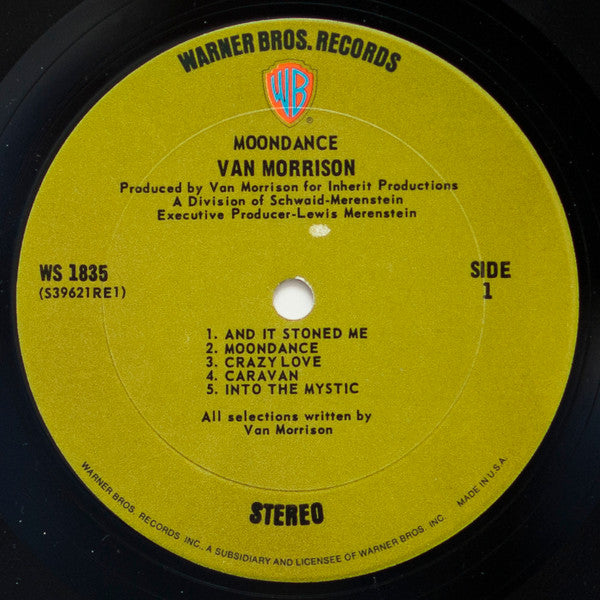 WARNER BROS. RECORDS
WB
®
MOONDANCE
VAN MORRISON
Produced by Van Morrison for Inherit Productions
A Division of Schwaid-Merenstein
Executive Producer-Lewis Merenstein
WS 1835
(S39621RE1)
SIDE
1
1. AND IT STONED ME
2. MOONDANCE
3. CRAZY LOVE
4. CARAVAN
5. INTO THE MYSTIC
All selections written by
Van Morrison
STEREO
WARNER BROS. RECORDS INC. A SUBSIDIARY AND LICENSEE OF WARNER BROS. INC. MADE IN U.S.A.